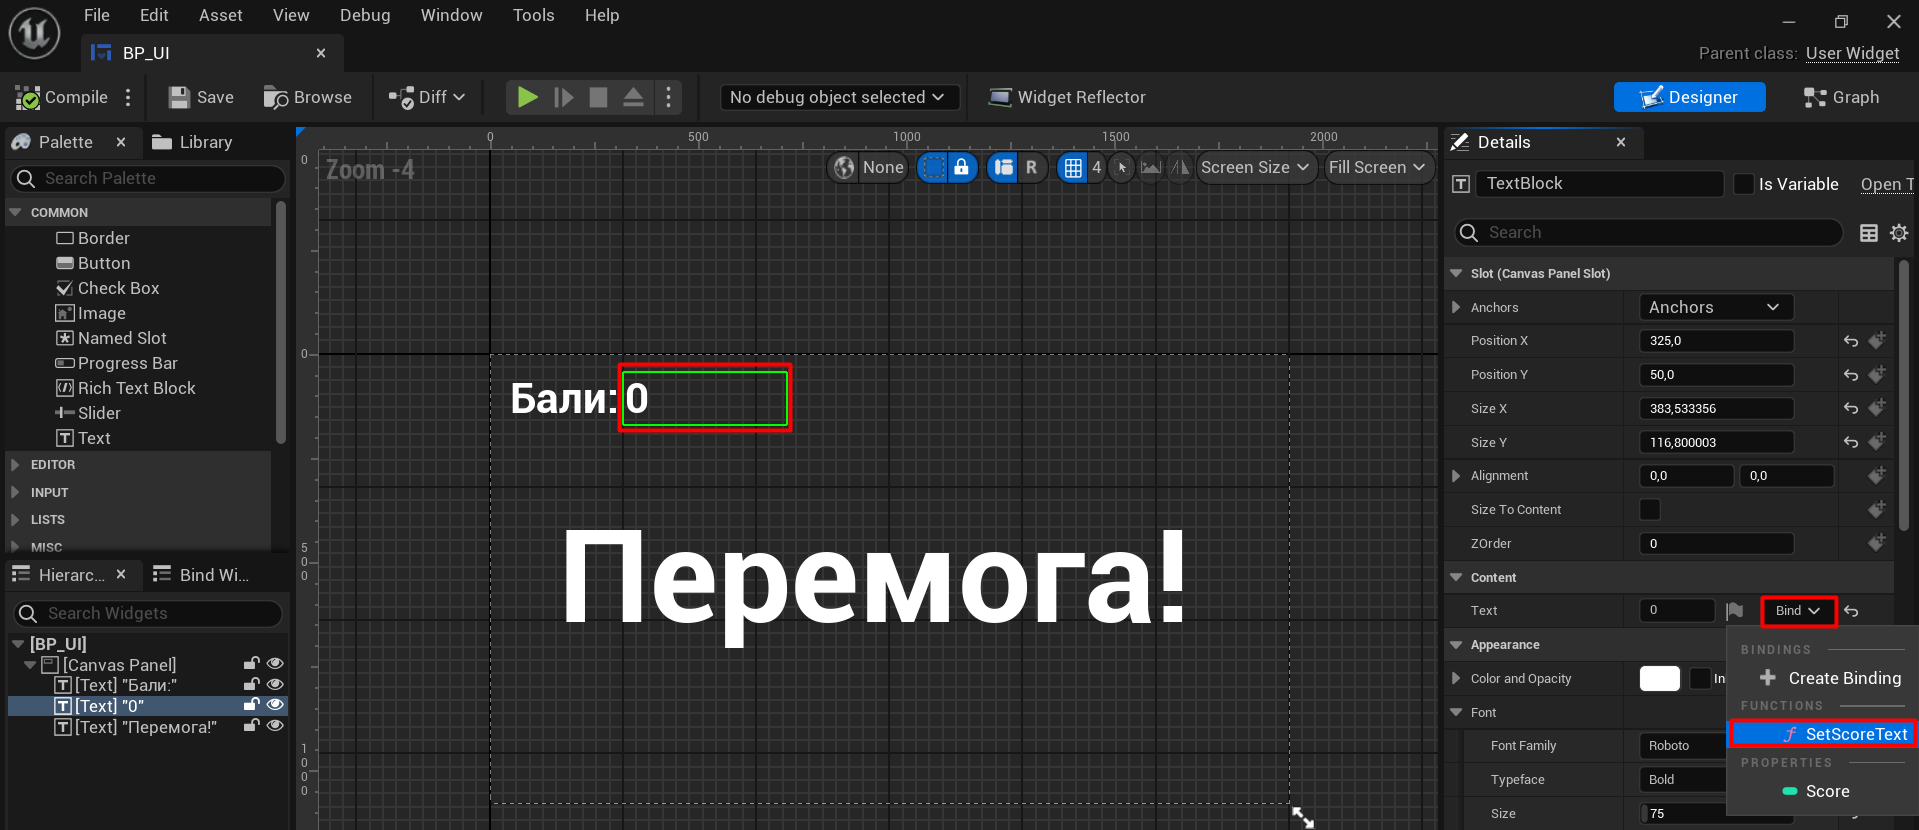 File Edit Asset View Debug Window Tools Help
BP_UI
Parent class: User Widget
Compile Save Browse Diff No debug object selected Widget Reflector Designer Graph
Palette Library
Search Palette
COMMON
Border
Button
Check Box
Image
Named Slot
Progress Bar
Rich Text Block
Slider
Text
EDITOR
INPUT
LISTS
MISC
Hierarc... Bind Wi...
Search Widgets
[BP_UI]
[Canvas Panel]
[Text] "Бали:"
[Text] "0"
[Text] "Перемога!"
0 500 1000 1500 2000
0
0
500
1000
Zoom -4
None R 4 Screen Size Fill Screen
Бали: 0
Перемога!
Details
TextBlock Is Variable Open T
Search
Slot (Canvas Panel Slot)
Anchors Anchors
Position X 325,0
Position Y 50,0
Size X 383,533356
Size Y 116,800003
Alignment 0,0 0,0
Size To Content
ZOrder 0
Content
Text 0 Bind
Appearance
Color and Opacity In
Font
Font Family Roboto
Typeface Bold
Size 75
BINDINGS
Create Binding
FUNCTIONS
SetScoreText
PROPERTIES
Score